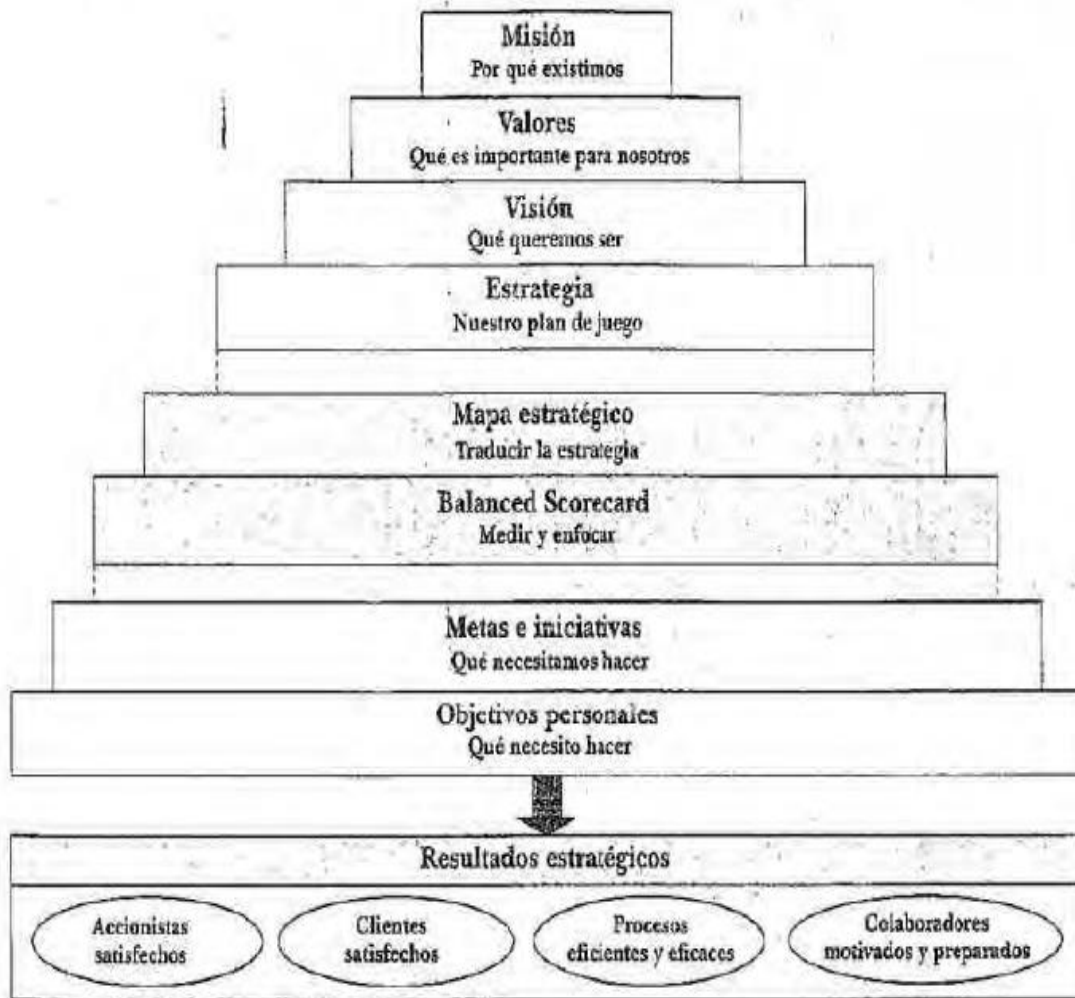 Misión
Por qué existimos
Valores
Qué es importante para nosotros
Visión
Qué queremos ser
Estrategia
Nuestro plan de juego
Mapa estratégico
Traducir la estrategia
Balanced Scorecard
Medir y enfocar
Metas e iniciativas
Qué necesitamos hacer
Objetivos personales
Qué necesito hacer
Resultados estratégicos
Accionistas
satisfechos
Clientes
satisfechos
Procesos
eficientes y eficaces
Colaboradores
motivados y preparados